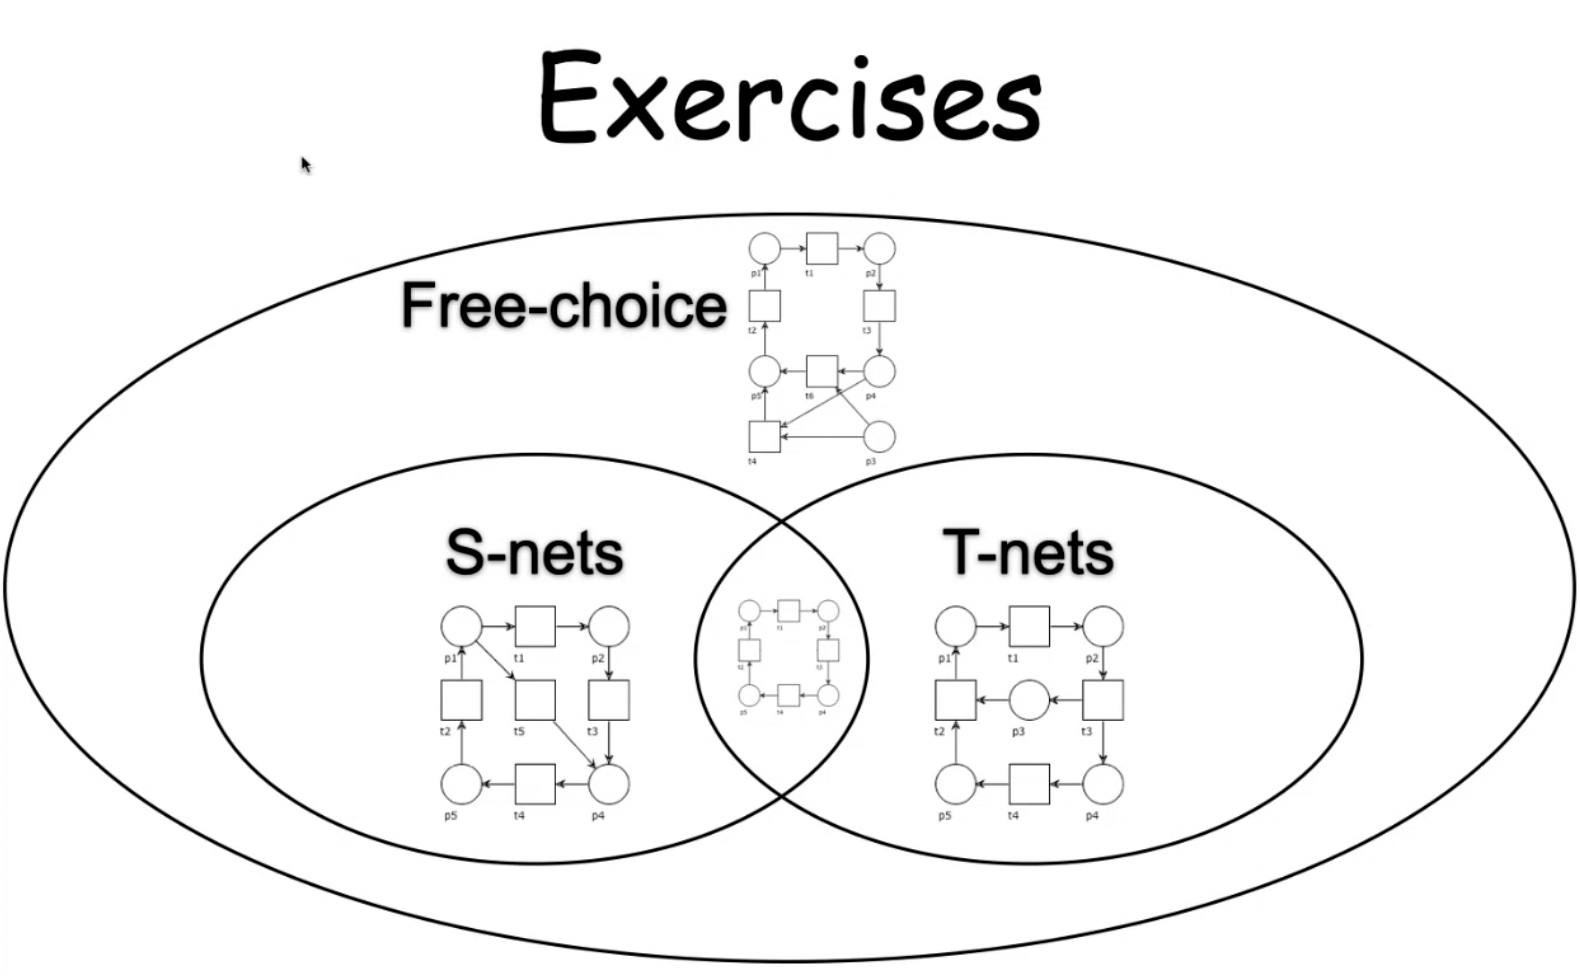 Exercises
Free-choice
p1 t1 p2
t2 t3
p5 t6 p4
t4 p3
S-nets
p1 t1 p2
t2 t5 t3
p5 t4 p4
p1 t1 p2
t2 t3
p5 t4 p4
T-nets
p1 t1 p2
t2 p3 t3
p5 t4 p4